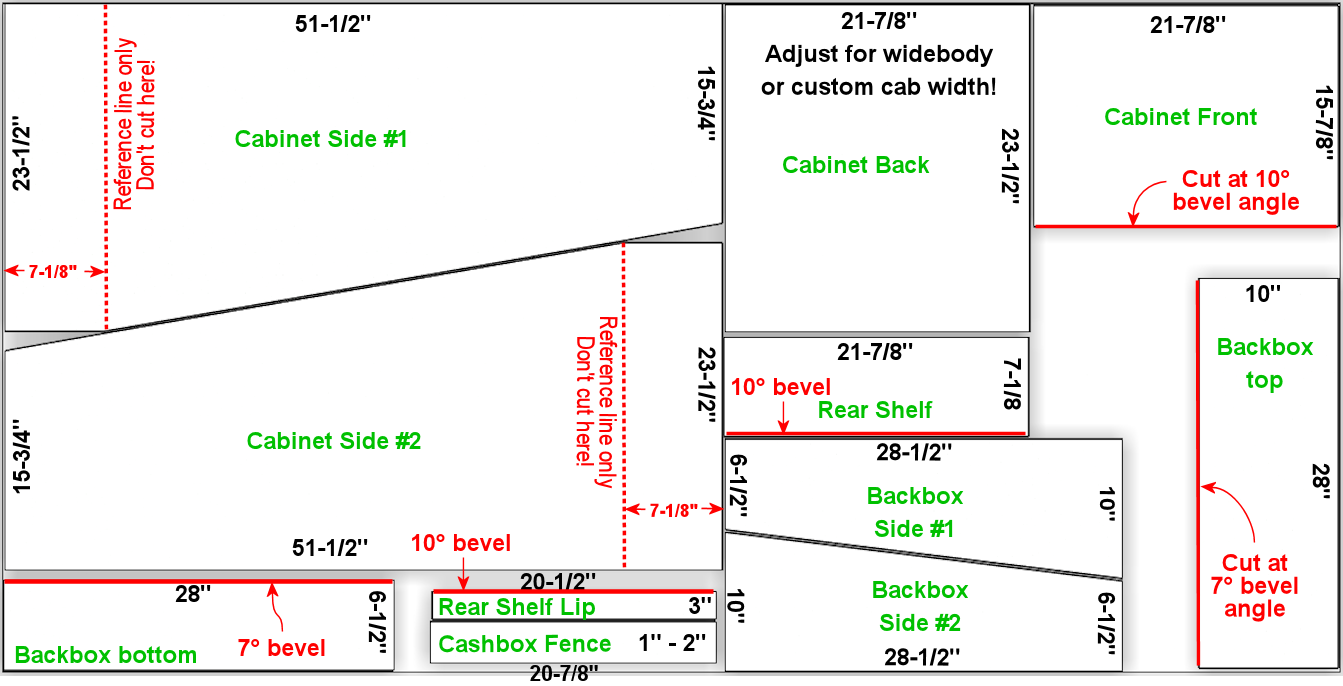 51-1/2"
23-1/2"
Reference line only
Don't cut here!
15-3/4"
Cabinet Side #1
7-1/8"
21-7/8"
Adjust for widebody
or custom cab width!
Cabinet Back
23-1/2"
21-7/8"
Cabinet Front
15-7/8"
Cut at 10°
bevel angle
Reference line only
Don't cut here!
23-1/2"
Cabinet Side #2
15-3/4"
7-1/8"
51-1/2"
21-7/8"
7-1/8
10° bevel
Rear Shelf
28-1/2"
6-1/2"
10"
Backbox
Side #1
Backbox
Side #2
10"
6-1/2"
28-1/2"
10"
Backbox
top
28"
Cut at
7° bevel
angle
28"
6-1/2"
7° bevel
Backbox bottom
10° bevel
20-1/2"
Rear Shelf Lip
3"
Cashbox Fence
1" - 2"
20-7/8"